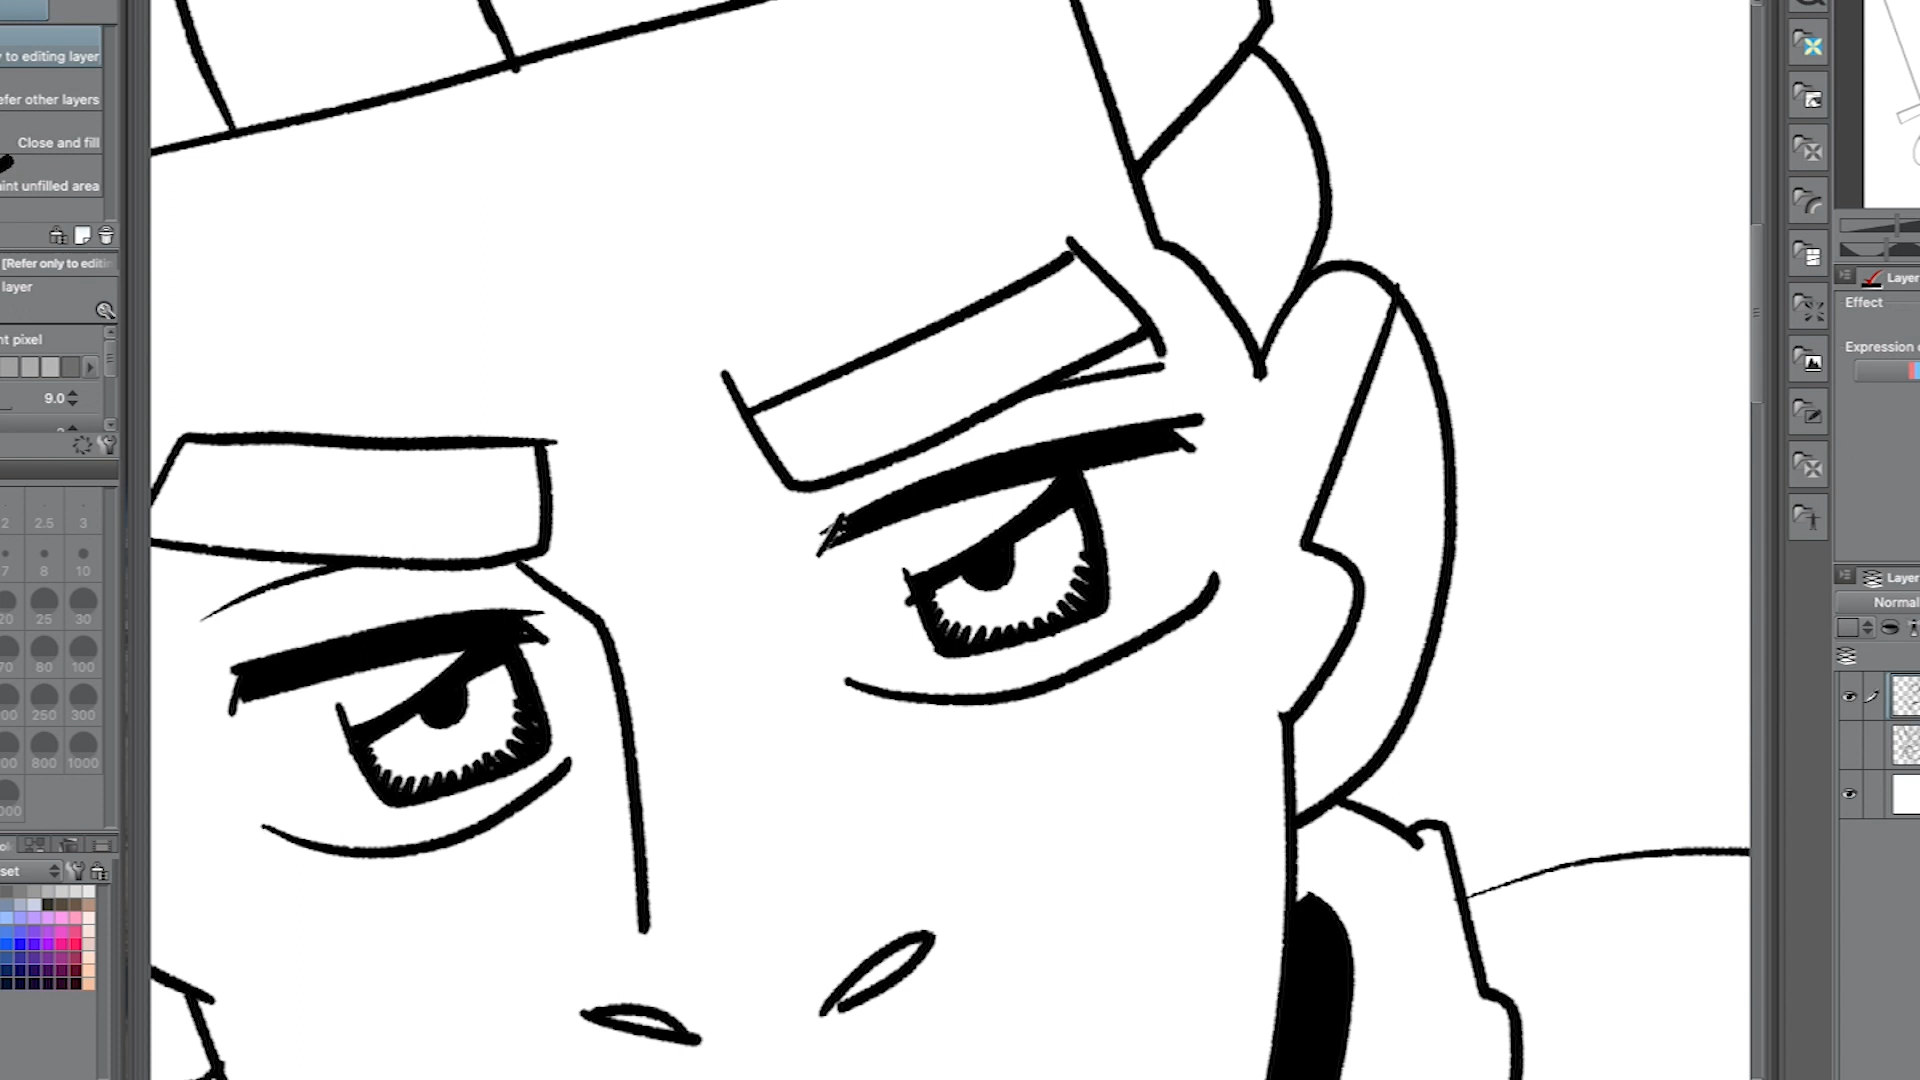 to editing layer
efer other layers
Close and fill
int unfilled area
[Refer only to editin
layer
nt pixel
9.0
2 2.5 3
7 8 10
20 25 30
70 80 100
00 250 300
00 800 1000
000
set
Layer
Effect
Expression
Layer
Normal